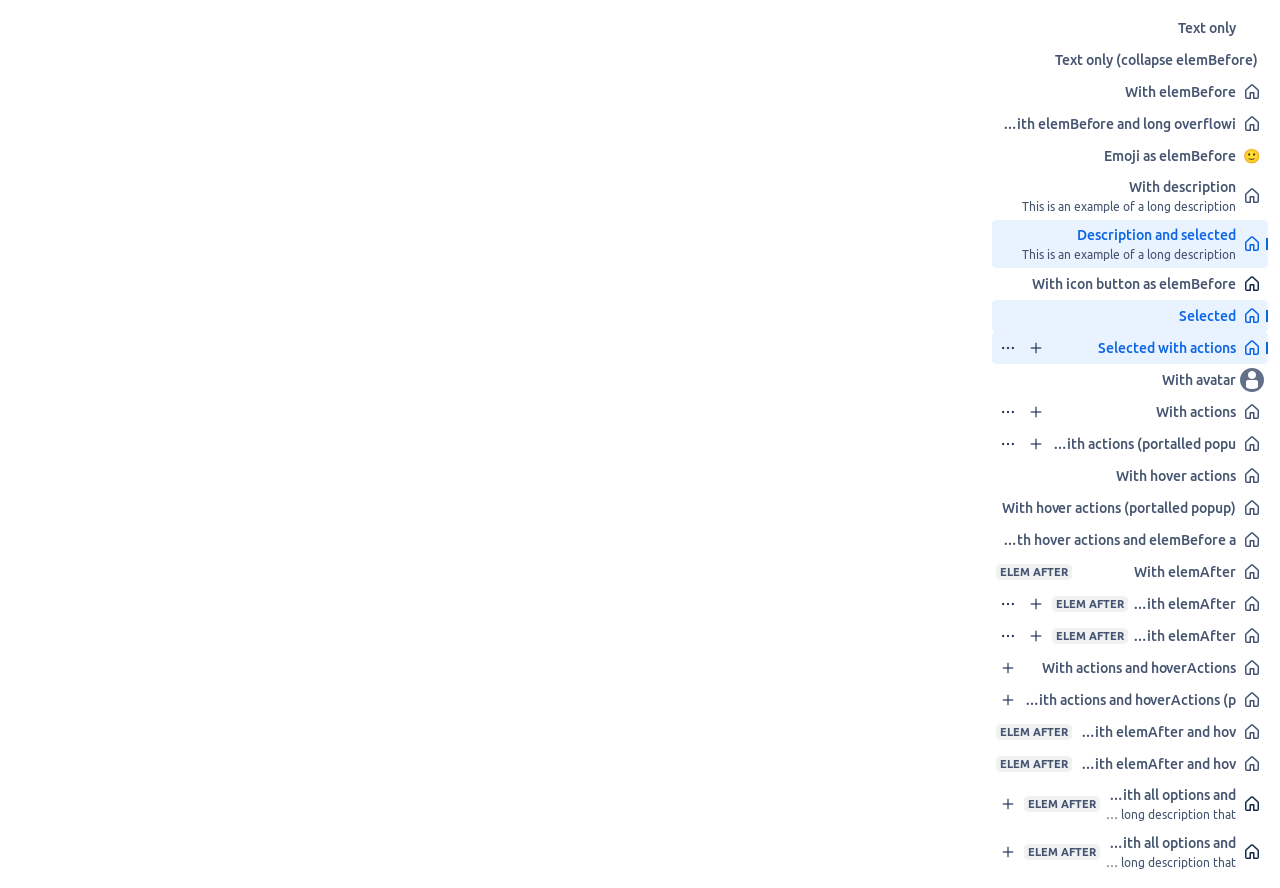 Text only
Text only (collapse elemBefore)
With elemBefore
...ith elemBefore and long overflowi
Emoji as elemBefore
With description
This is an example of a long description
Description and selected
This is an example of a long description
With icon button as elemBefore
Selected
Selected with actions
With avatar
With actions
...ith actions (portalled popu
With hover actions
With hover actions (portalled popup)
...th hover actions and elemBefore a
ELEM AFTER With elemAfter
ELEM AFTER ...ith elemAfter
ELEM AFTER ...ith elemAfter
With actions and hoverActions
...ith actions and hoverActions (p
ELEM AFTER ...ith elemAfter and hov
ELEM AFTER ...ith elemAfter and hov
ELEM AFTER ...ith all options and
... long description that
ELEM AFTER ...ith all options and
... long description that